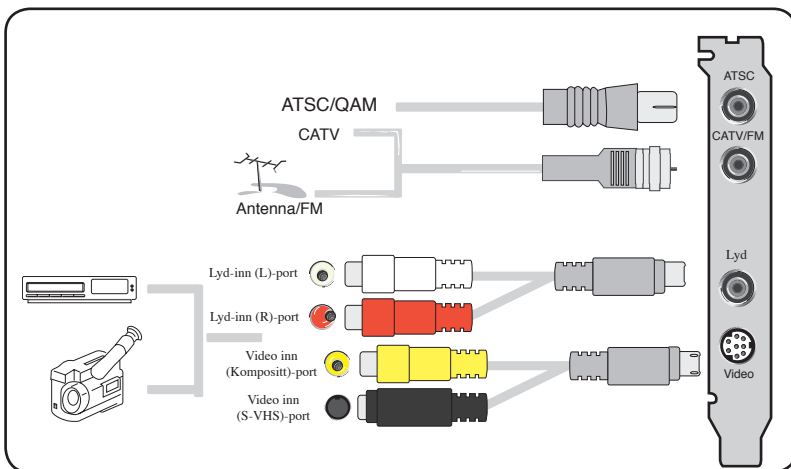 ATSC/QAM
CATV
Antenna/FM
Lyd-inn (L)-port
Lyd-inn (R)-port
Video inn
(Kompositt)-port
Video inn
(S-VHS)-port
ATSC
CATV/FM
Lyd
Video